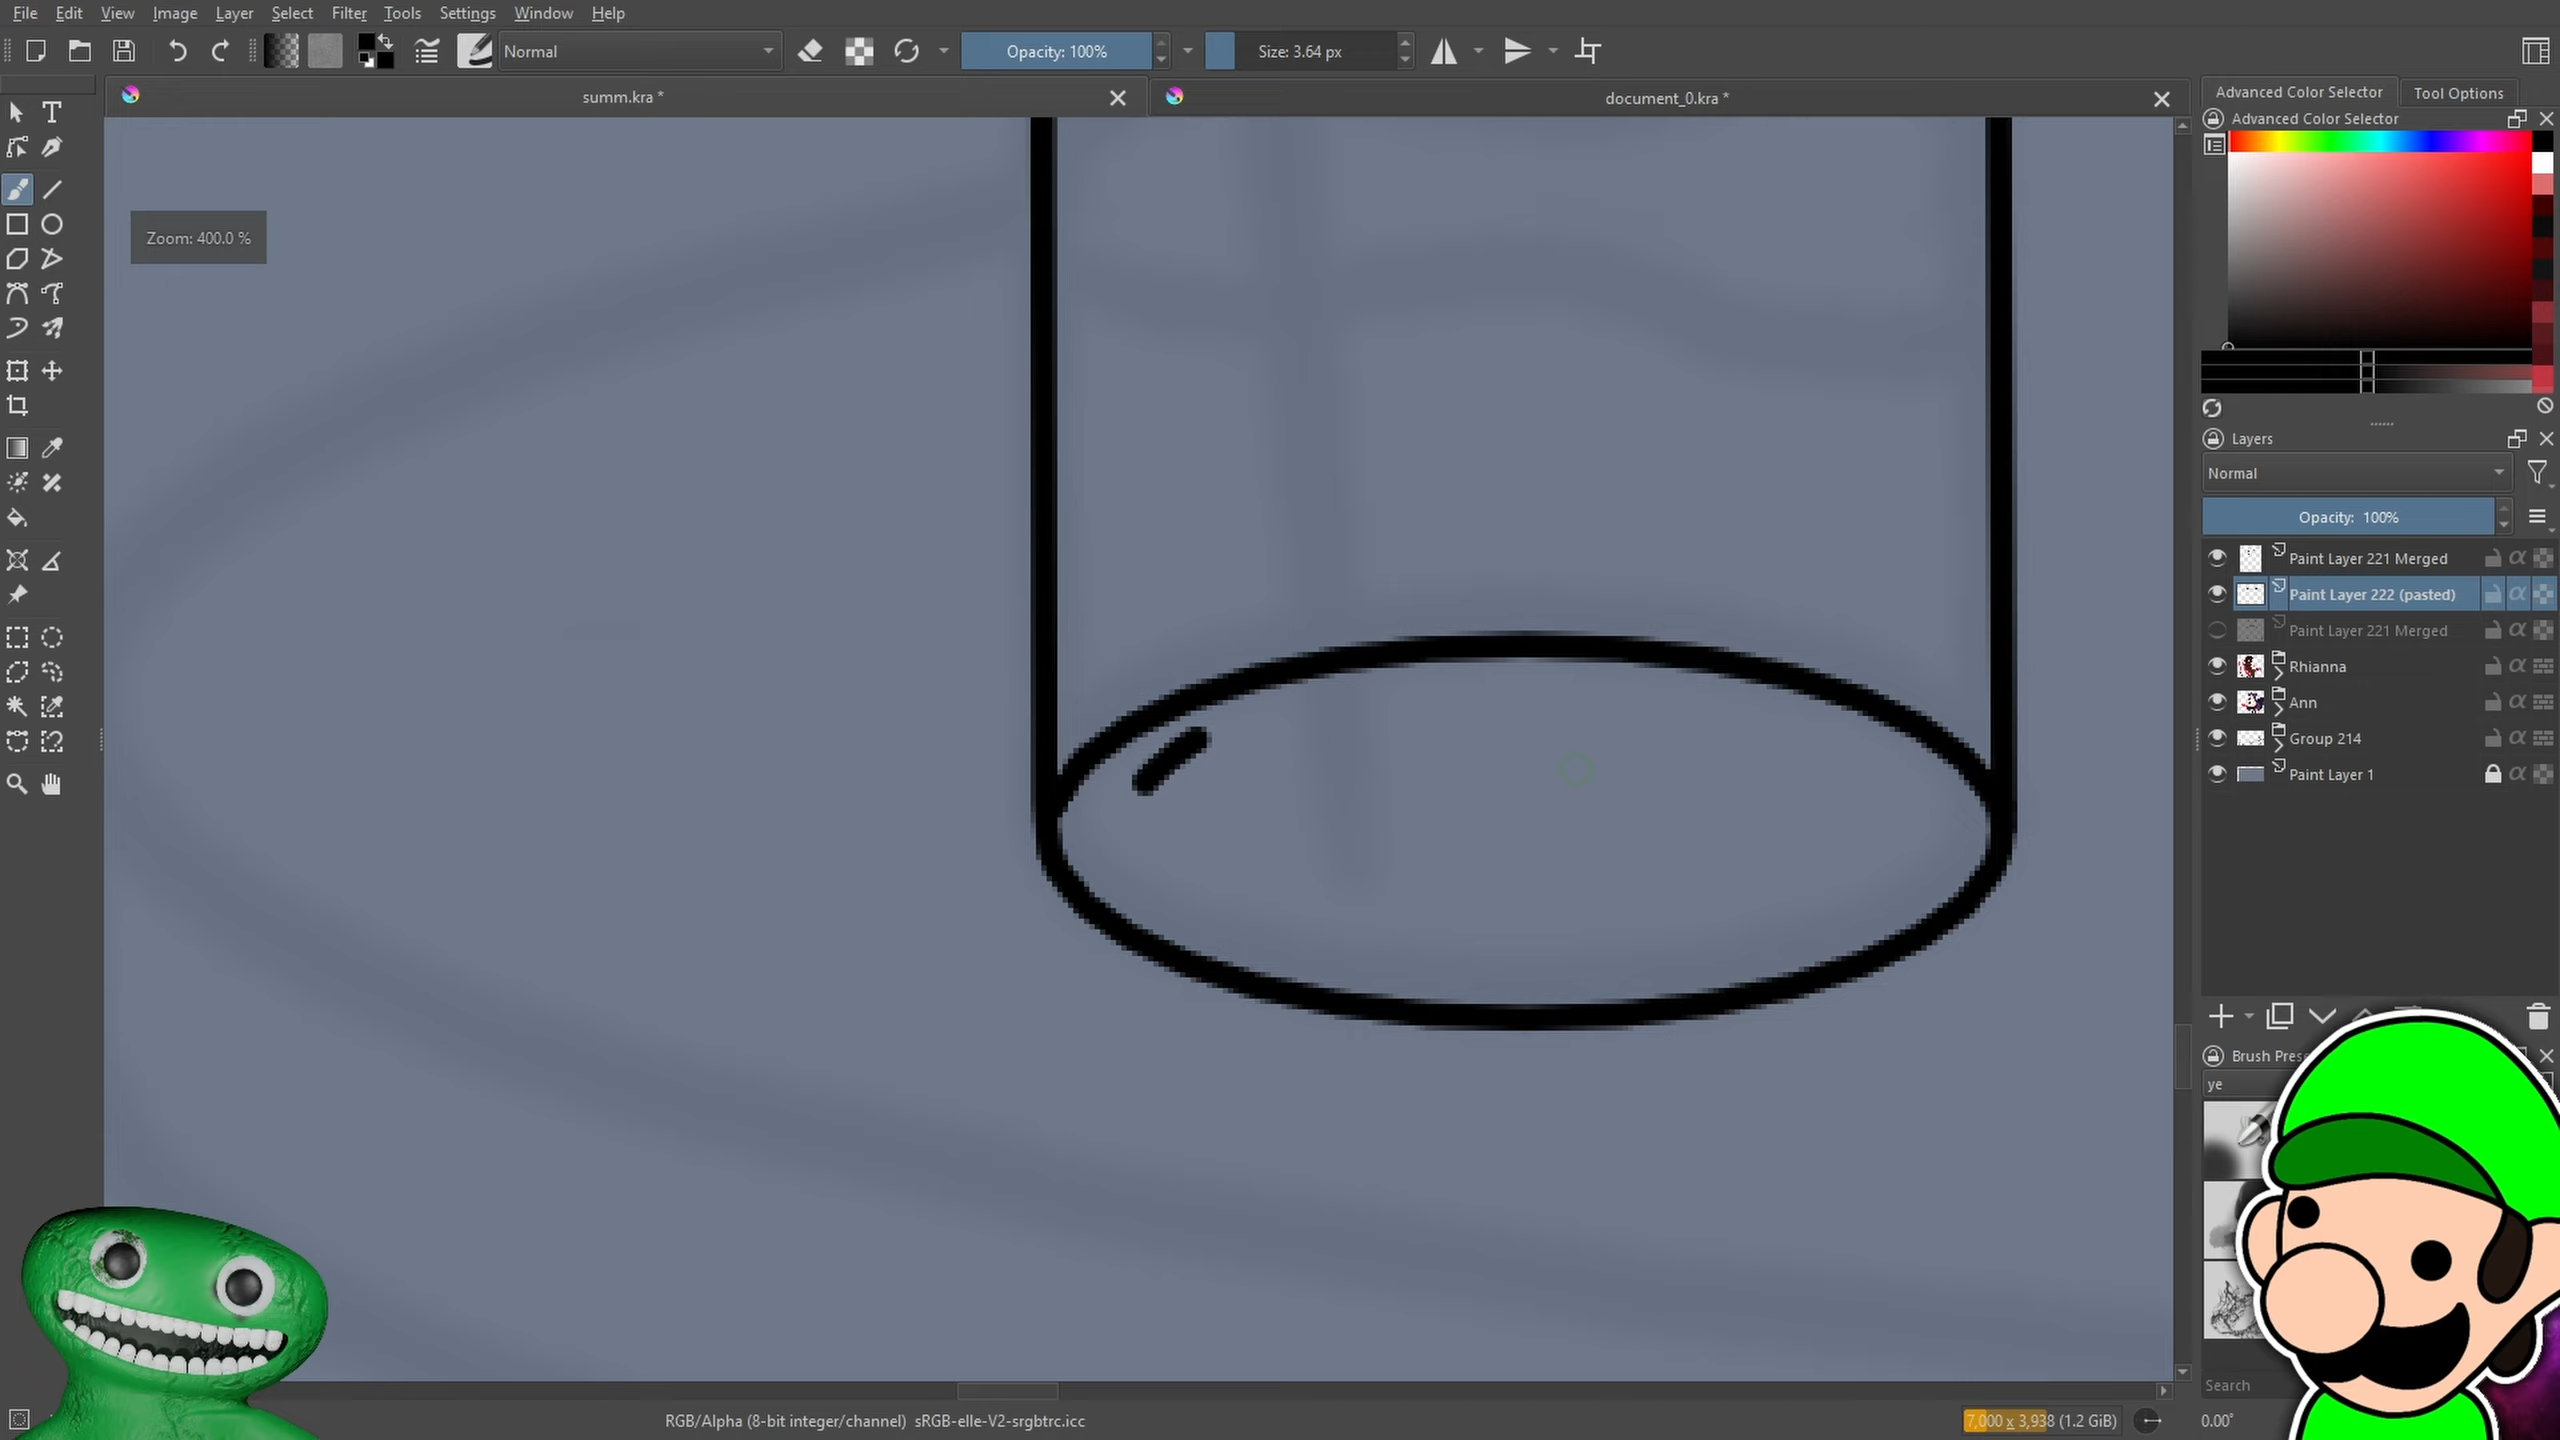 File Edit View Image Layer Select Filter Tools Settings Window Help
Normal
Opacity: 100%
Size: 3.64 px
summ.kra *
document_0.kra *
Advanced Color Selector
Tool Options
Advanced Color Selector
Zoom: 400.0 %
Layers
Normal
Opacity: 100%
Paint Layer 221 Merged
Paint Layer 222 (pasted)
Paint Layer 221 Merged
Rhianna
Ann
Group 214
Paint Layer 1
Brush Pres
ye
Search
RGB/Alpha (8-bit integer/channel) sRGB-elle-V2-srgbtrc.icc
7,000 x 3,938 (1.2 GiB)
0.00°